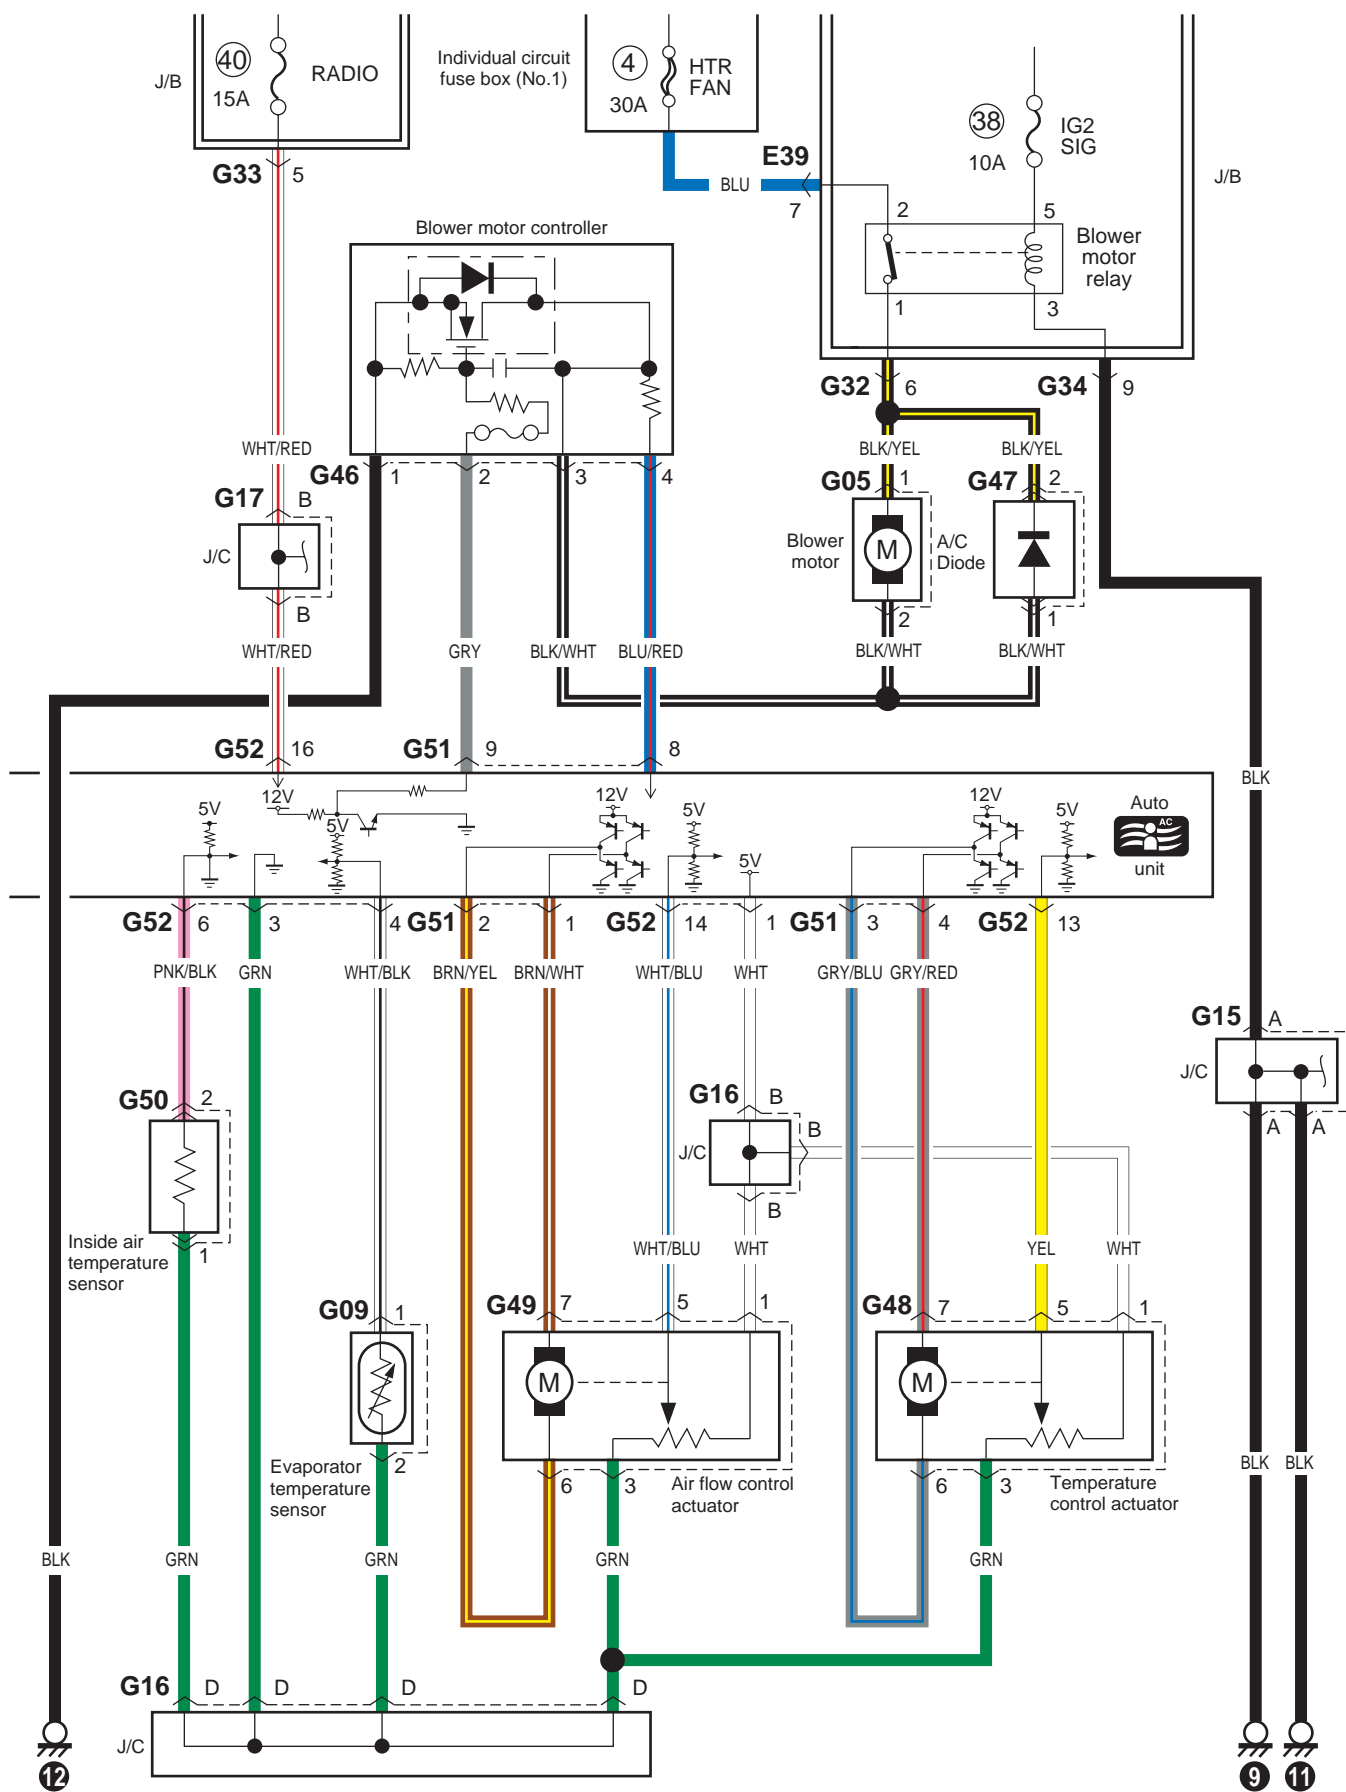 40
RADIO
15A
J/B
Individual circuit
fuse box (No.1)
4
HTR
FAN
30A
38
IG2
SIG
10A
J/B
G33
5
E39
BLU
7
2
5
Blower
motor
relay
1
3
Blower motor controller
G32
6
G34
9
WHT/RED
BLK/YEL
BLK/YEL
G46
1
2
3
4
G05
1
G47
2
G17
B
J/C
B
Blower
motor
M
A/C
Diode
2
1
WHT/RED
GRY
BLK/WHT
BLU/RED
BLK/WHT
BLK/WHT
G52
16
G51
9
8
BLK
12V
5V
5V
12V
5V
5V
12V
5V
Auto
AC
unit
G52
6
3
4
G51
2
1
G52
14
1
G51
3
4
G52
13
PNK/BLK
GRN
WHT/BLK
BRN/YEL
BRN/WHT
WHT/BLU
WHT
GRY/BLU
GRY/RED
G15
A
J/C
A
A
G50
2
G16
B
B
J/C
B
Inside air
temperature
sensor
1
WHT/BLU
WHT
YEL
WHT
G09
1
G49
7
5
1
G48
7
5
1
M
M
Evaporator
temperature
sensor
2
6
3
Air flow control
actuator
6
3
Temperature
control actuator
BLK
BLK
BLK
GRN
GRN
GRN
GRN
G16
D
D
D
D
J/C
12
9
11